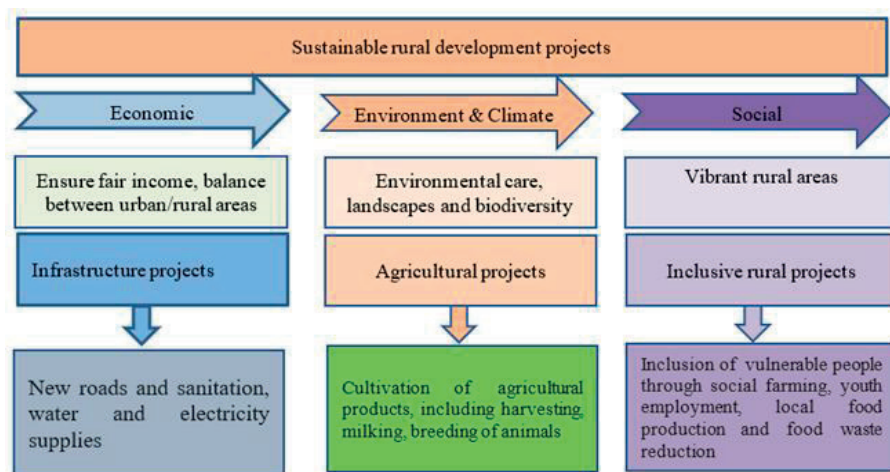 Sustainable rural development projects
Economic
Environment & Climate
Social
Ensure fair income, balance
between urban/rural areas
Environmental care,
landscapes and biodiversity
Vibrant rural areas
Infrastructure projects
Agricultural projects
Inclusive rural projects
New roads and sanitation,
water and electricity
supplies
Cultivation of agricultural
products, including harvesting,
milking, breeding of animals
Inclusion of vulnerable people
through social farming, youth
employment, local food
production and food waste
reduction